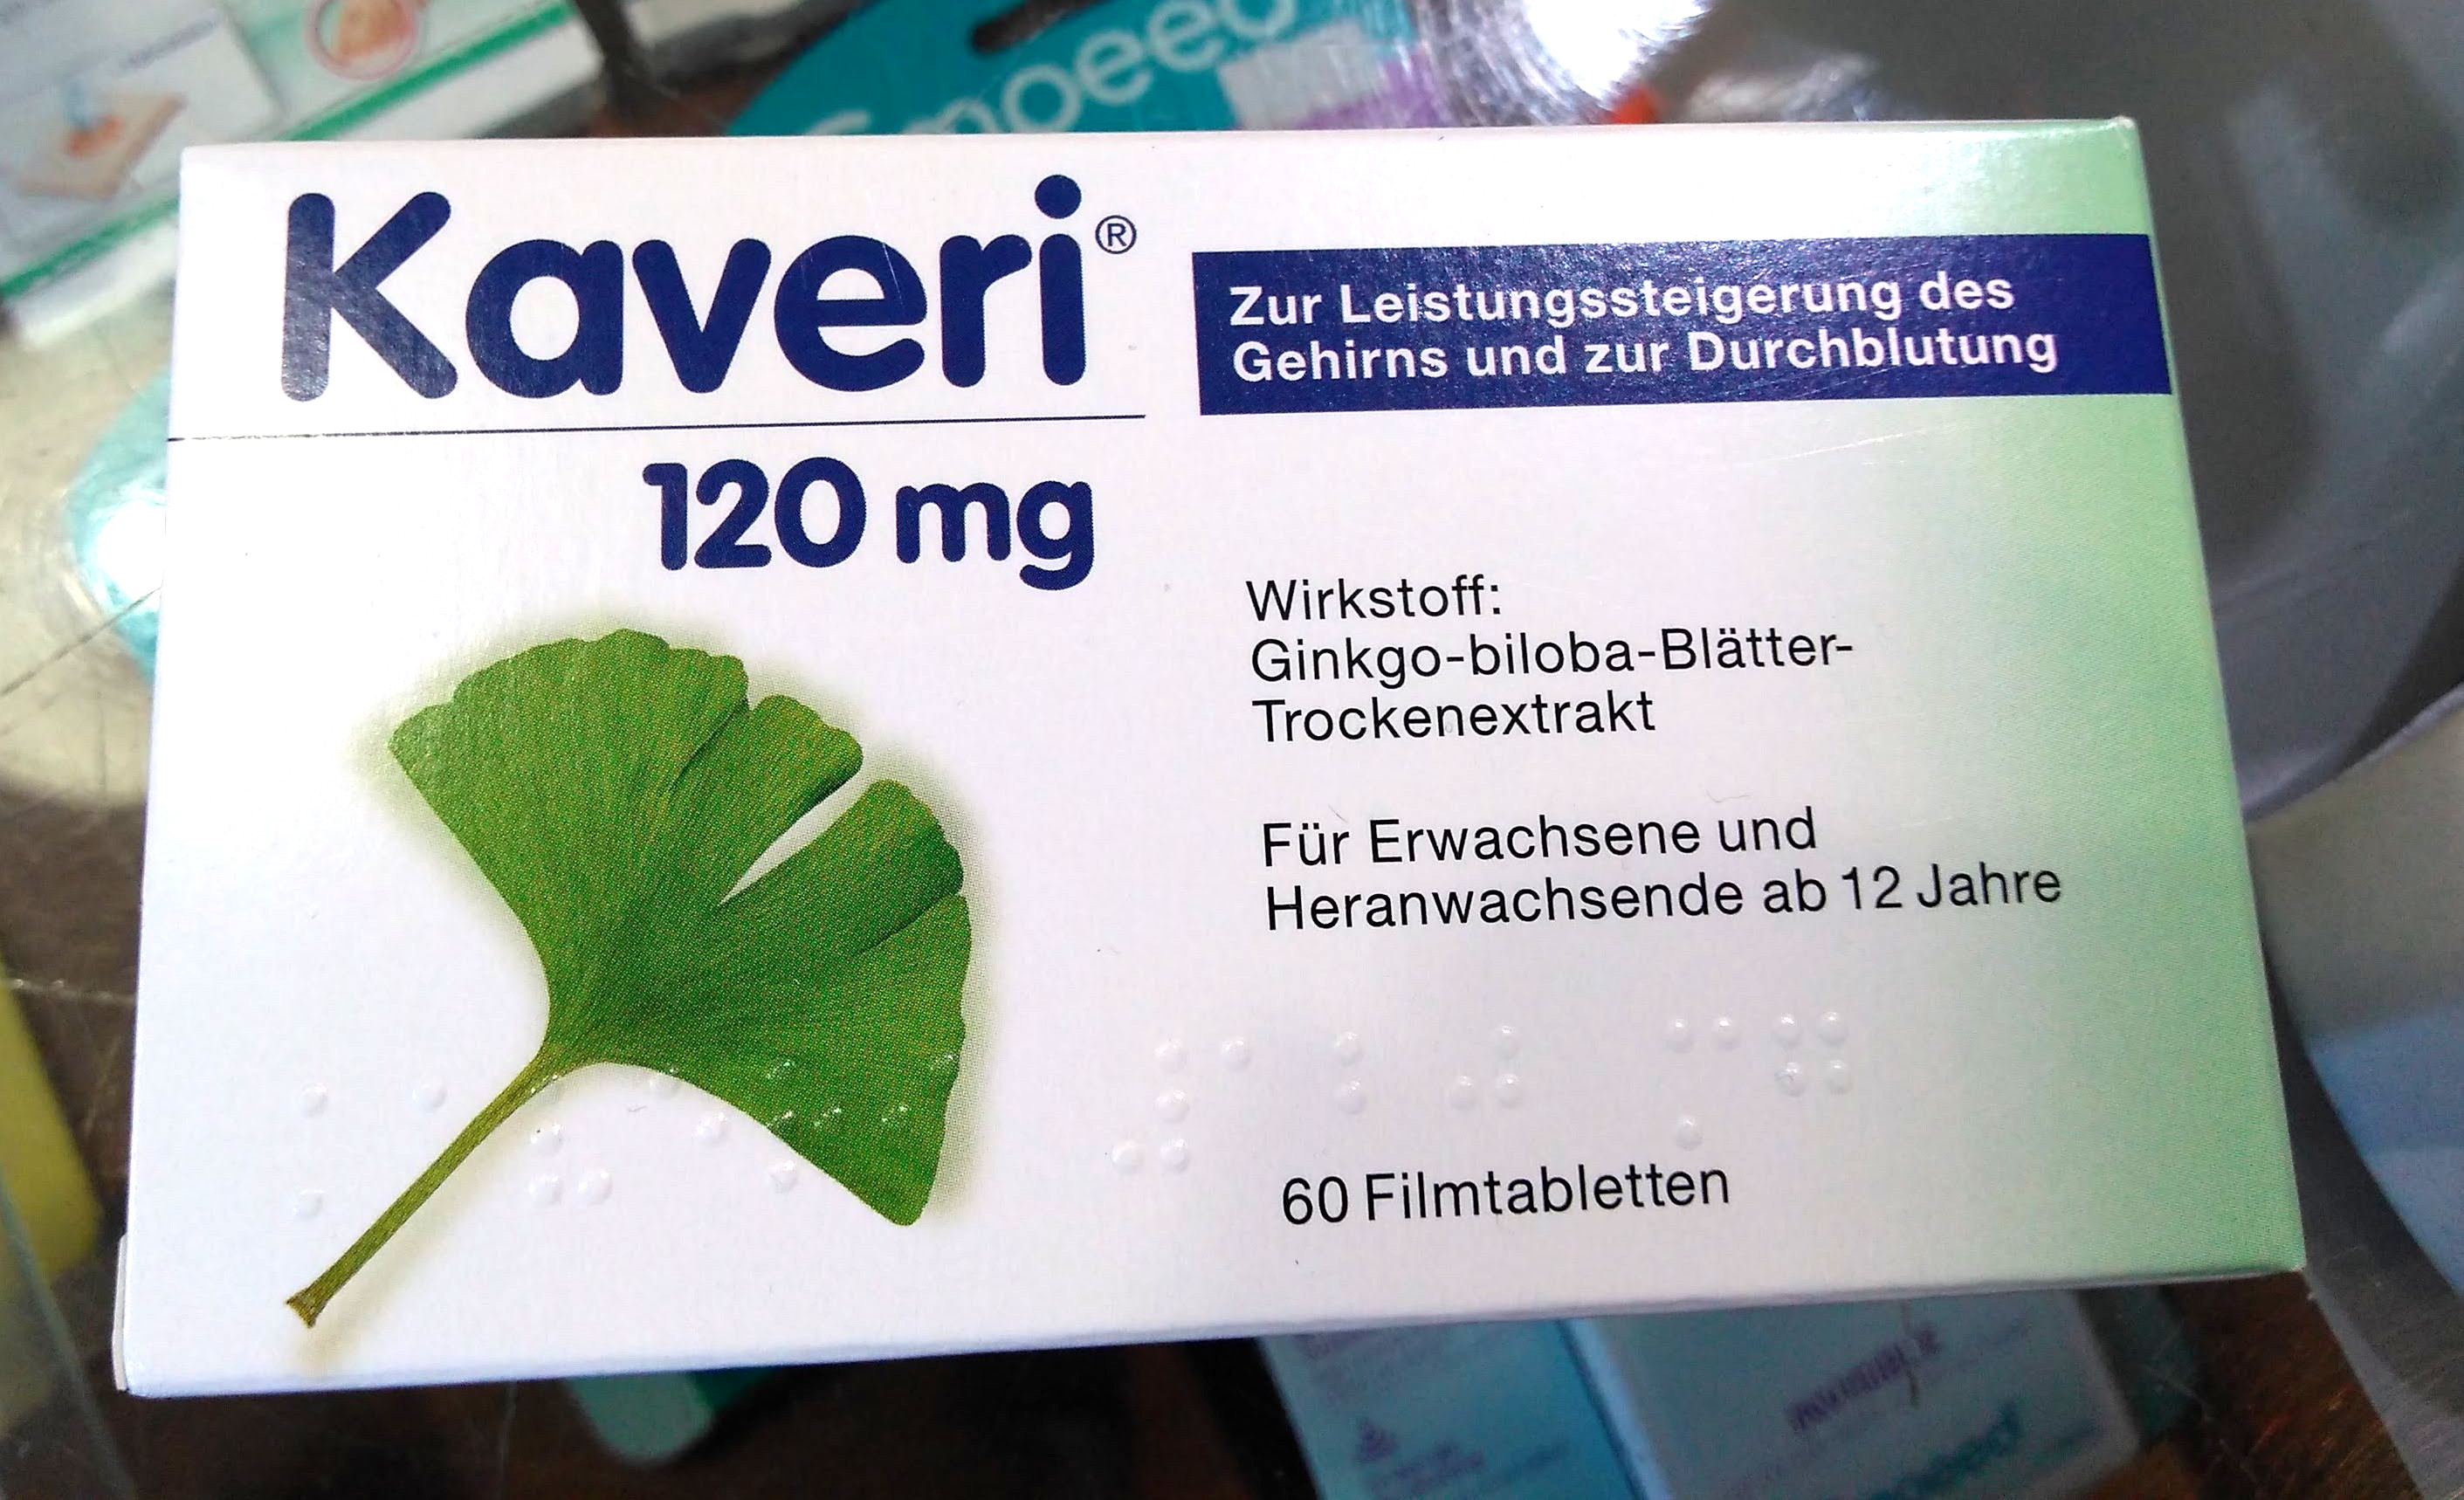 Kaveri®
120 mg
Zur Leistungssteigerung des
Gehirns und zur Durchblutung
Wirkstoff:
Ginkgo-biloba-Blätter-
Trockenextrakt
Für Erwachsene und
Heranwachsende ab 12 Jahre
60 Filmtabletten